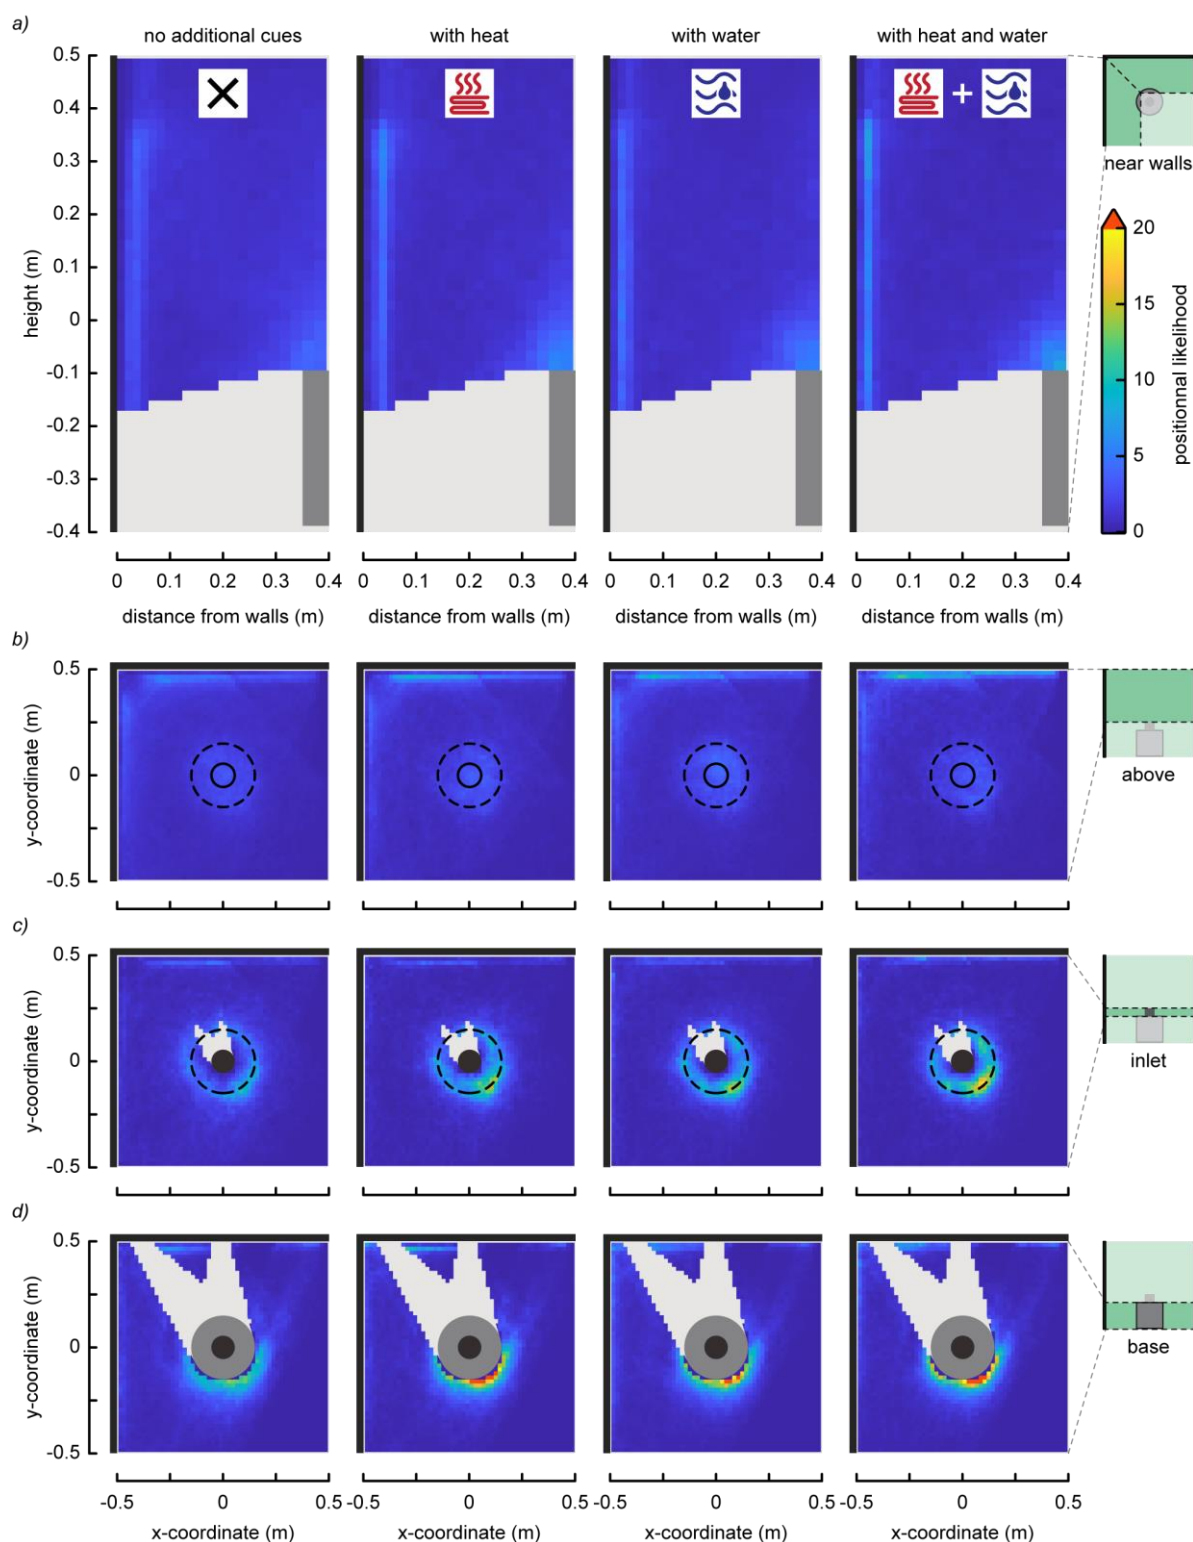 a)
no additional cues
with heat
with water
with heat and water
0.5
0.4
0.3
0.2
0.1
0
-0.1
-0.2
-0.3
-0.4
height (m)
+
near walls
20
15
10
5
0
positionnal likelihood
0 0.1 0.2 0.3 0.4
0 0.1 0.2 0.3 0.4
0 0.1 0.2 0.3 0.4
0 0.1 0.2 0.3 0.4
distance from walls (m)
distance from walls (m)
distance from walls (m)
distance from walls (m)
b)
0.5
0
-0.5
y-coordinate (m)
above
c)
0.5
0
-0.5
y-coordinate (m)
inlet
d)
0.5
0
-0.5
y-coordinate (m)
base
-0.5 0 0.5
-0.5 0 0.5
-0.5 0 0.5
-0.5 0 0.5
x-coordinate (m)
x-coordinate (m)
x-coordinate (m)
x-coordinate (m)